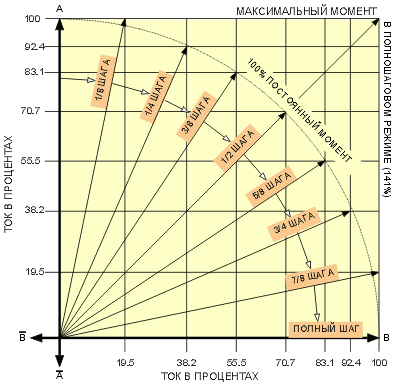 МАКСИМАЛЬНЫЙ МОМЕНТ
В ПОЛНОШАГОВОМ РЕЖИМЕ (141%)
A
100
92.4
83.1
70.7
55.5
38.2
19.5
ТОК В ПРОЦЕНТАХ
100% ПОСТОЯННЫЙ МОМЕНТ
1/8 ШАГА
1/4 ШАГА
3/8 ШАГА
1/2 ШАГА
5/8 ШАГА
3/4 ШАГА
7/8 ШАГА
ПОЛНЫЙ ШАГ
B̅
B
A̅
19.5 38.2 55.5 70.7 83.1 92.4 100
ТОК В ПРОЦЕНТАХ